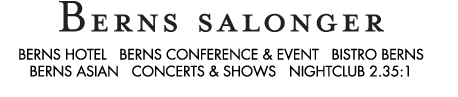 BERNS SALONGER
BERNS HOTEL BERNS CONFERENCE & EVENT BISTRO BERNS
BERNS ASIAN CONCERTS & SHOWS NIGHTCLUB 2.35:1